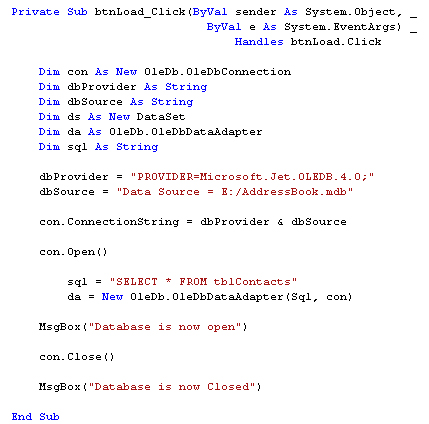 Private Sub btnLoad_Click(ByVal sender As System.Object, _
ByVal e As System.EventArgs) _
Handles btnLoad.Click
Dim con As New OleDb.OleDbConnection
Dim dbProvider As String
Dim dbSource As String
Dim ds As New DataSet
Dim da As OleDb.OleDbDataAdapter
Dim sql As String
dbProvider = "PROVIDER=Microsoft.Jet.OLEDB.4.0;"
dbSource = "Data Source = E:/AddressBook.mdb"
con.ConnectionString = dbProvider & dbSource
con.Open()
sql = "SELECT * FROM tblContacts"
da = New OleDb.OleDbDataAdapter(Sql, con)
MsgBox("Database is now open")
con.Close()
MsgBox("Database is now Closed")
End Sub